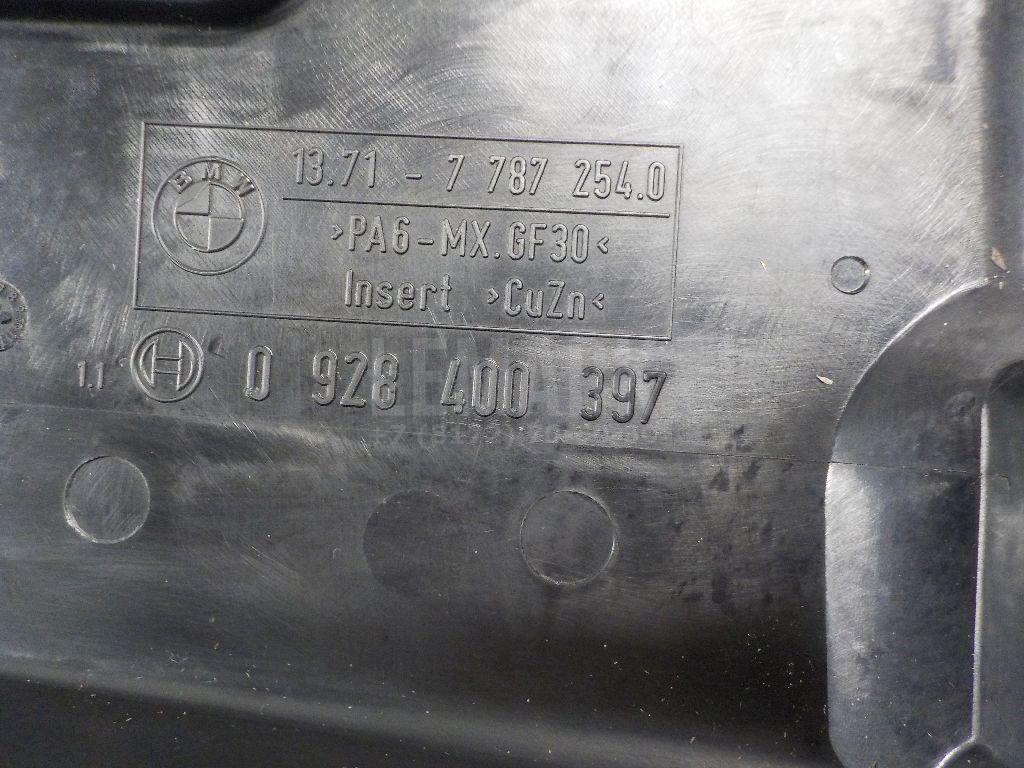 BMW
13.71 - 7 787 254.0
>PA6-MX.GF30<
Insert >CuZn<
1.1 H 0 928 400 397